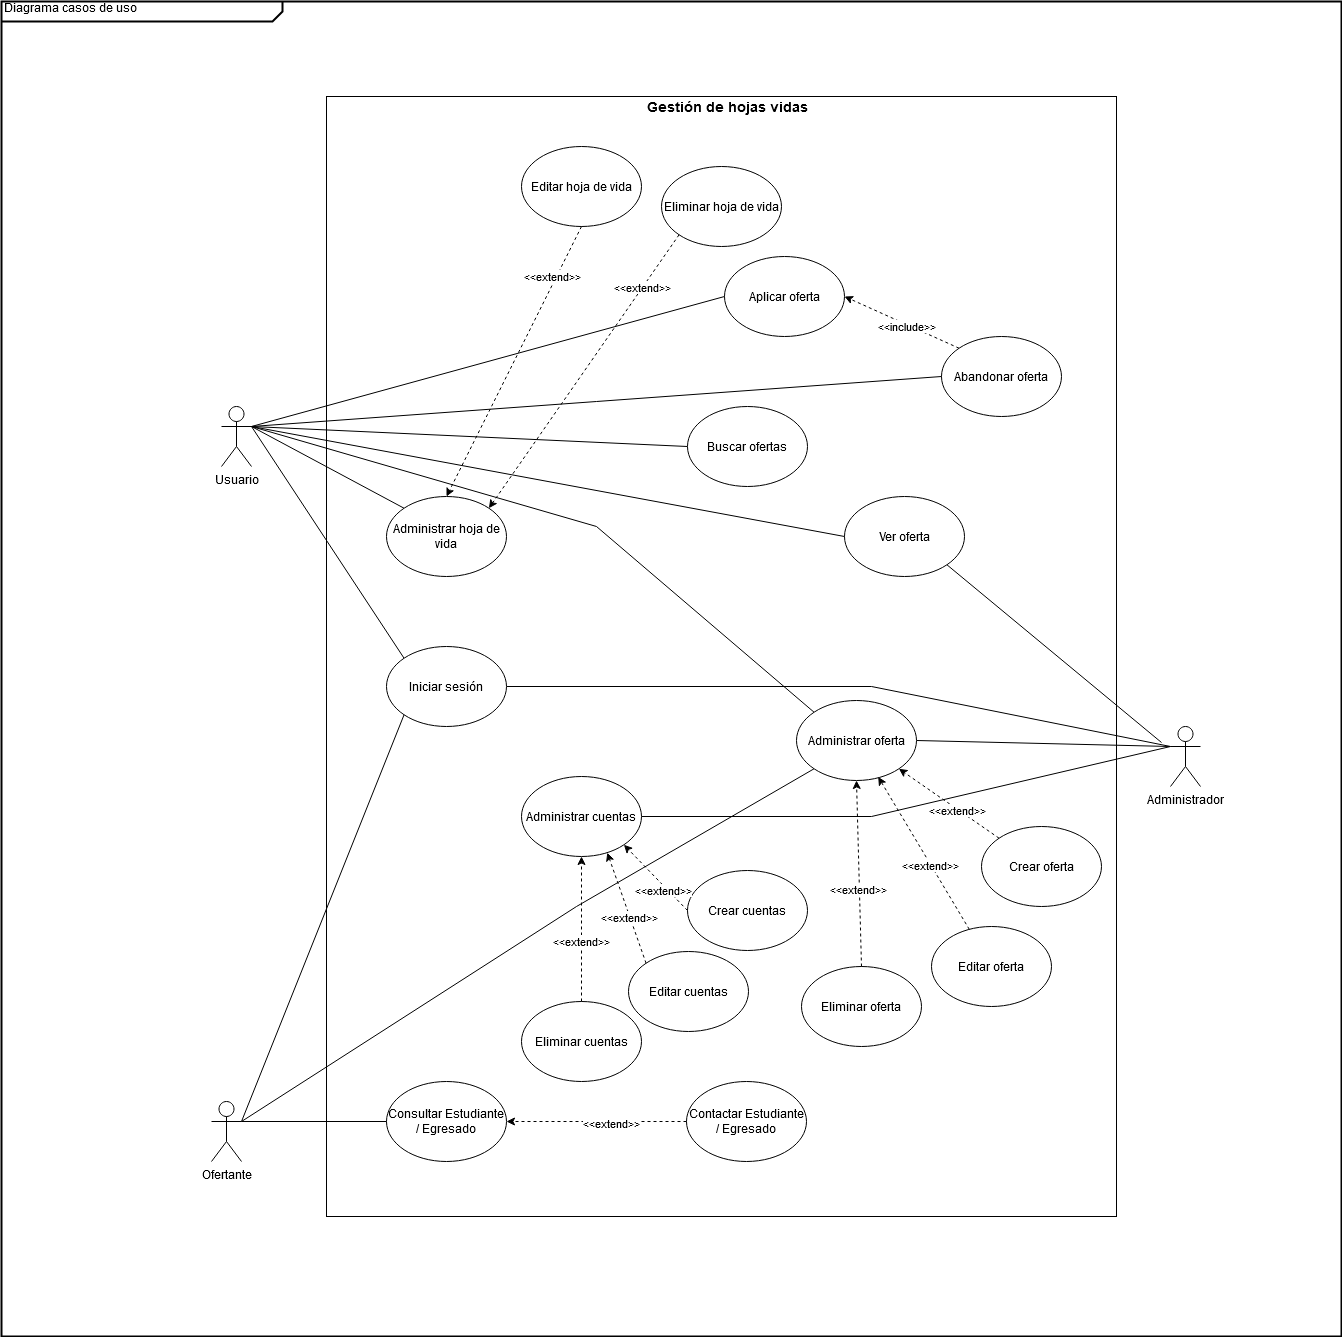 Diagrama casos de uso
Gestión de hojas vidas
Editar hoja de vida
Eliminar hoja de vida
<<extend>>
<<extend>>
Aplicar oferta
<<include>>
Abandonar oferta
Buscar ofertas
Usuario
Administrar hoja de
vida
Ver oferta
Iniciar sesión
Administrar oferta
Administrador
Administrar cuentas
<<extend>>
Crear oferta
<<extend>>
<<extend>>
<<extend>>
Crear cuentas
<<extend>>
<<extend>>
Editar oferta
Editar cuentas
Eliminar oferta
Eliminar cuentas
Consultar Estudiante
/ Egresado
<<extend>>
Contactar Estudiante
/ Egresado
Ofertante